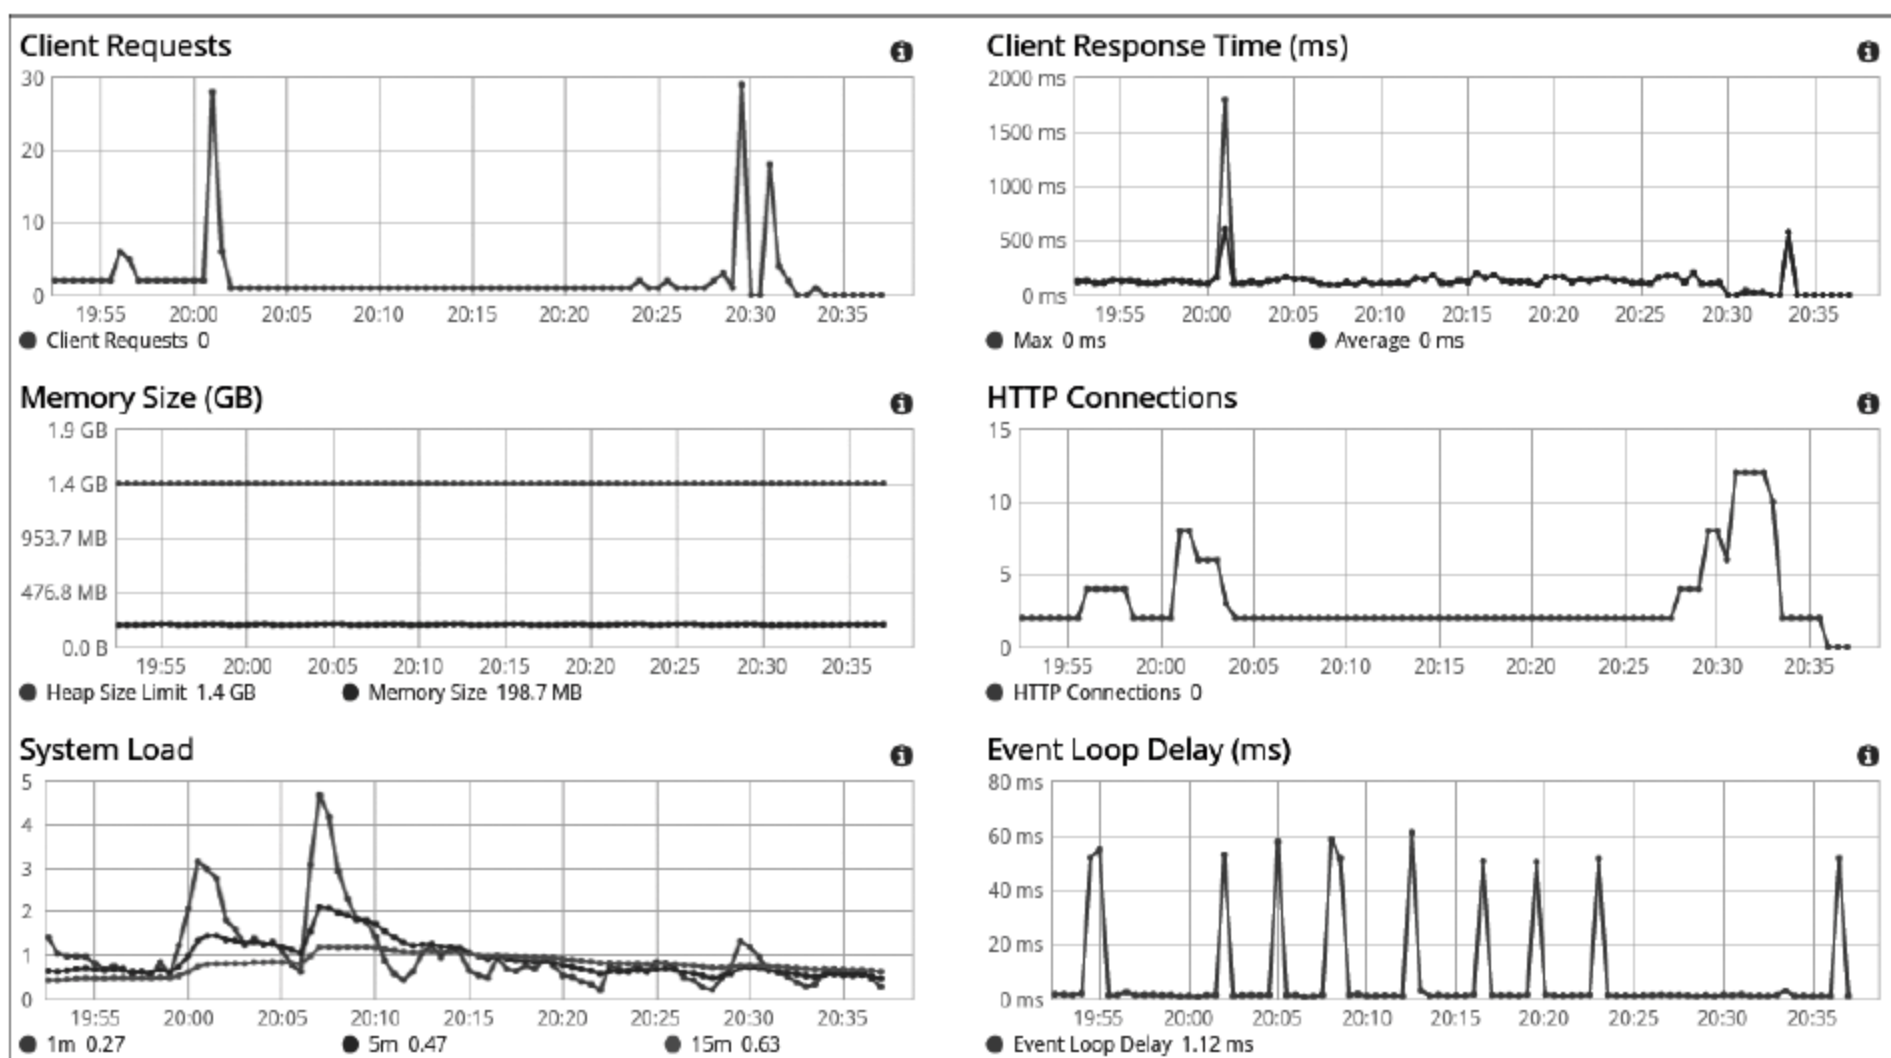 Client Requests
30
20
10
0
19:55 20:00 20:05 20:10 20:15 20:20 20:25 20:30 20:35
Client Requests 0
Client Response Time (ms)
2000 ms
1500 ms
1000 ms
500 ms
0 ms
19:55 20:00 20:05 20:10 20:15 20:20 20:25 20:30 20:35
Max 0 ms Average 0 ms
Memory Size (GB)
1.9 GB
1.4 GB
953.7 MB
476.8 MB
0.0 B
19:55 20:00 20:05 20:10 20:15 20:20 20:25 20:30 20:35
Heap Size Limit 1.4 GB Memory Size 198.7 MB
HTTP Connections
15
10
5
0
19:55 20:00 20:05 20:10 20:15 20:20 20:25 20:30 20:35
HTTP Connections 0
System Load
5
4
3
2
1
0
19:55 20:00 20:05 20:10 20:15 20:20 20:25 20:30 20:35
1m 0.27 5m 0.47 15m 0.63
Event Loop Delay (ms)
80 ms
60 ms
40 ms
20 ms
0 ms
19:55 20:00 20:05 20:10 20:15 20:20 20:25 20:30 20:35
Event Loop Delay 1.12 ms